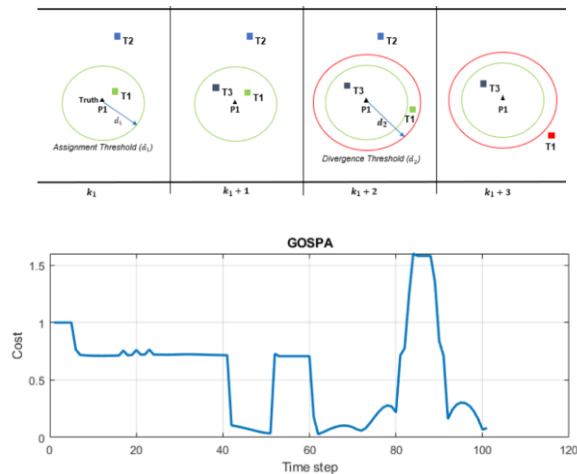 T2 T2 T2
T3 T1 T3 T3
Truth T1
P1 P1 P1 P1
d₁ d₂ T1
T1
Assignment Threshold (d₁) Divergence Threshold (d₂)
k₁ k₁ + 1 k₁ + 2 k₁ + 3
GOSPA
1.5
1
Cost
0.5
0
0 20 40 60 80 100 120
Time step